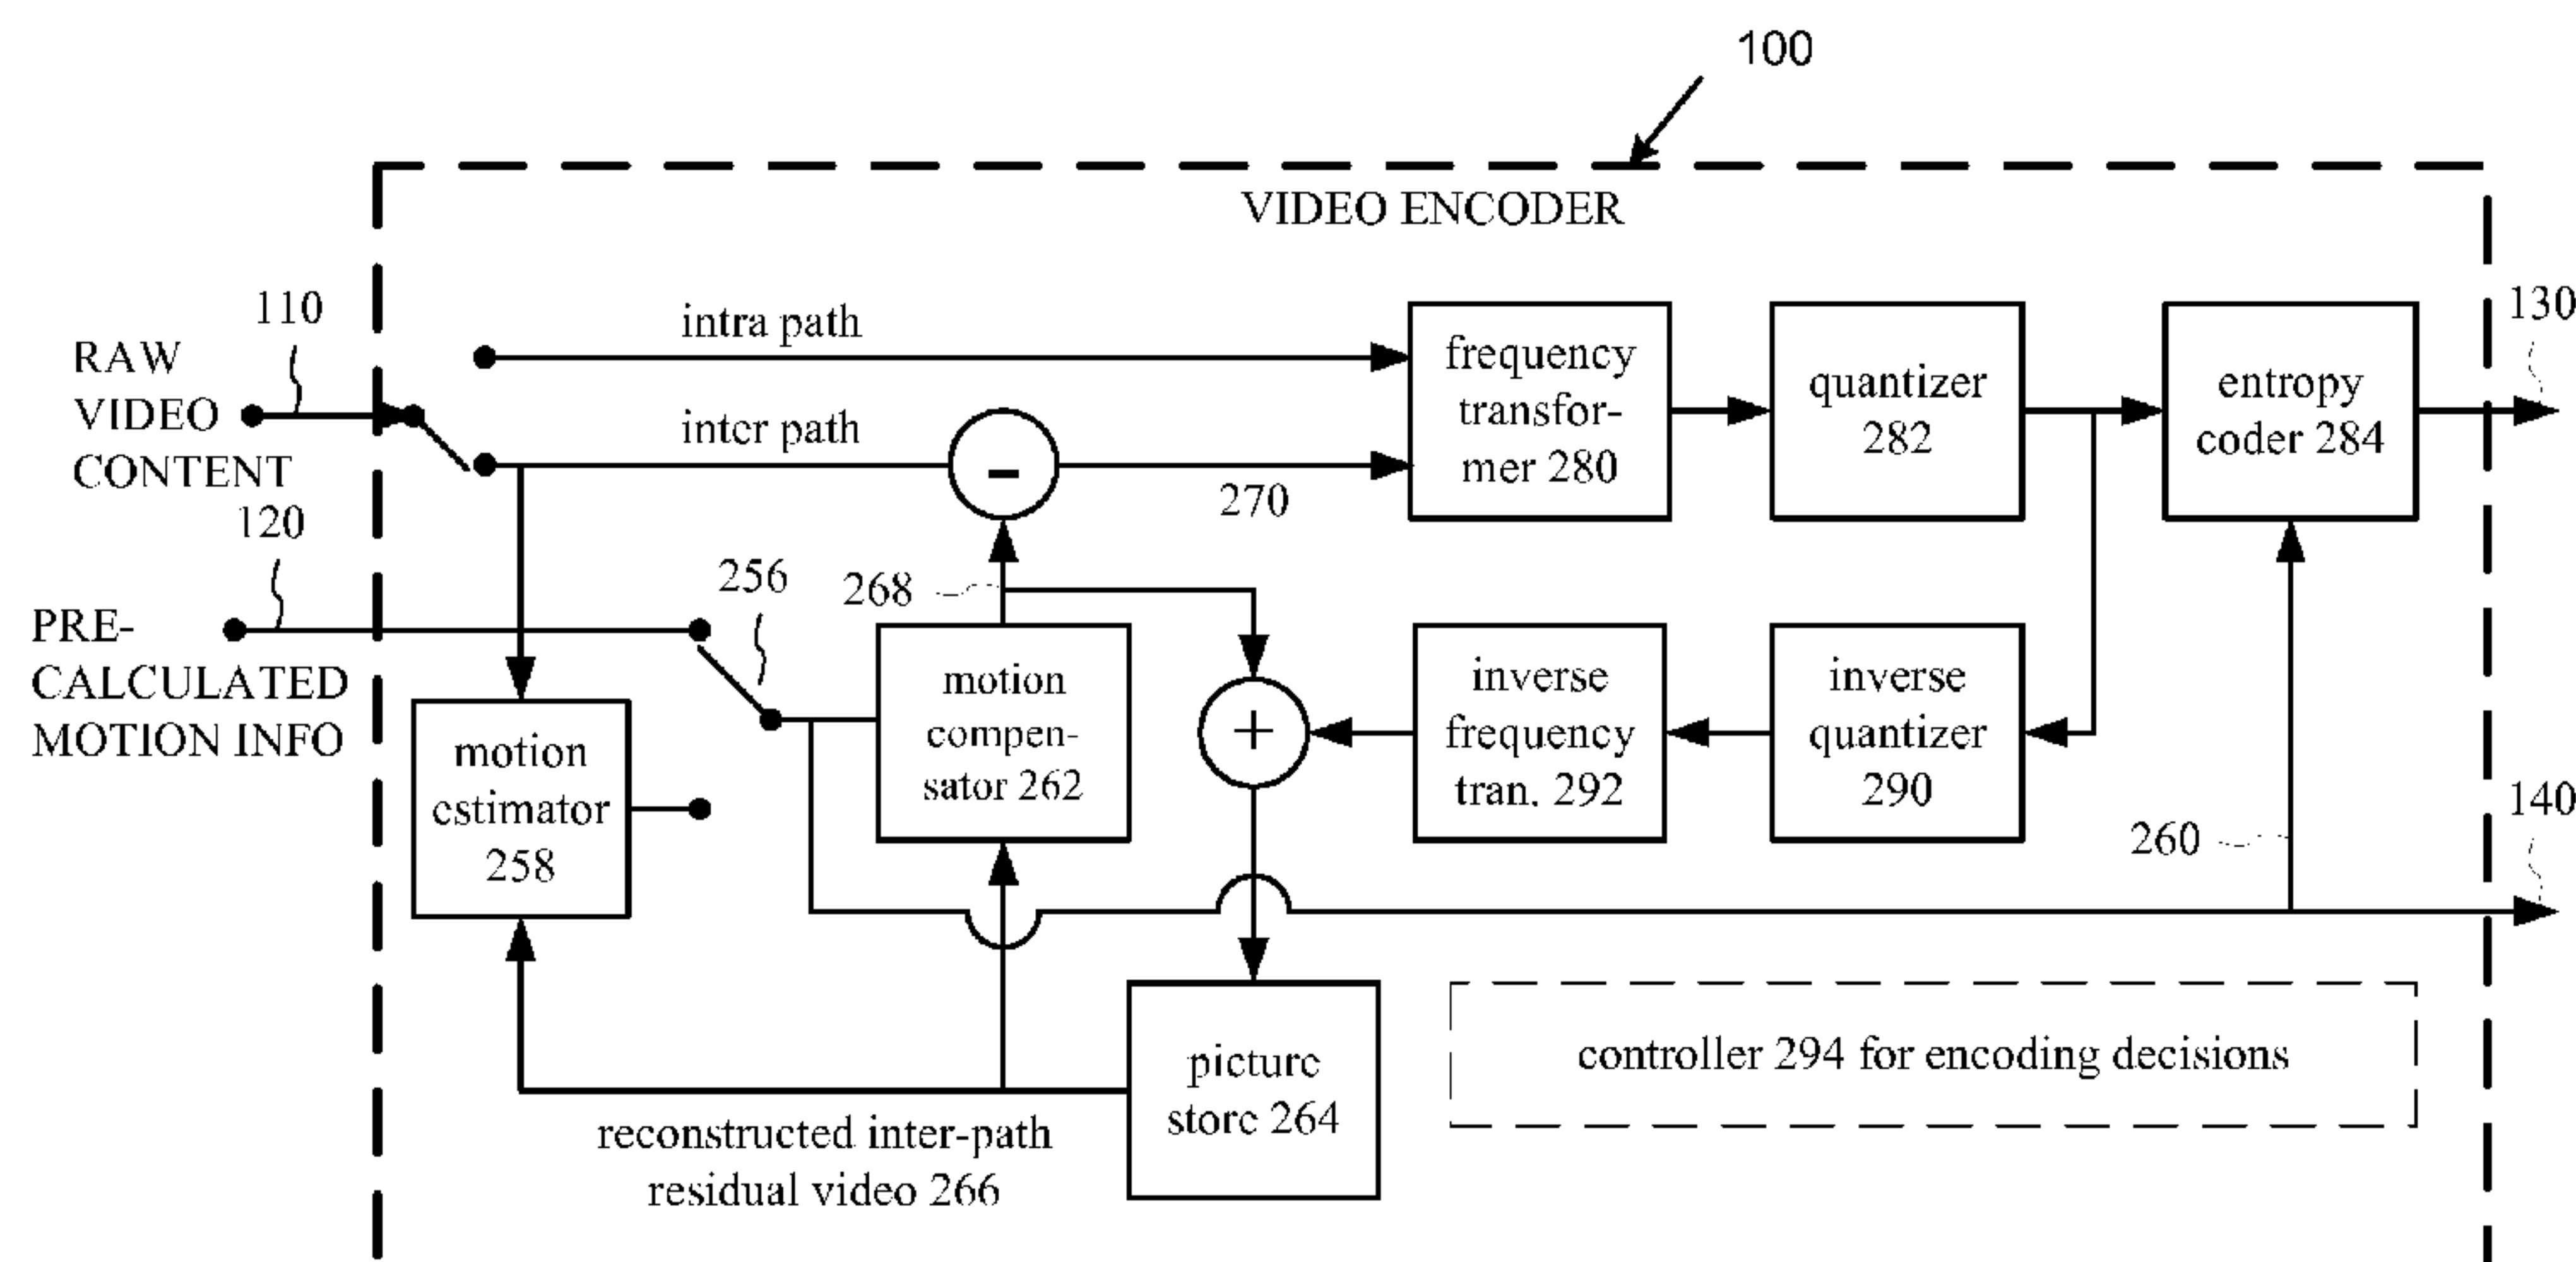 100
VIDEO ENCODER
110
RAW
VIDEO
CONTENT
intra path
inter path
frequency
transfor-
mer 280
quantizer
282
entropy
coder 284
130
270
120
PRE-
CALCULATED
MOTION INFO
256
268
motion
estimator
258
motion
compen-
sator 262
+
-
inverse
frequency
tran. 292
inverse
quantizer
290
260
140
picture
store 264
reconstructed inter-path
residual video 266
controller 294 for encoding decisions